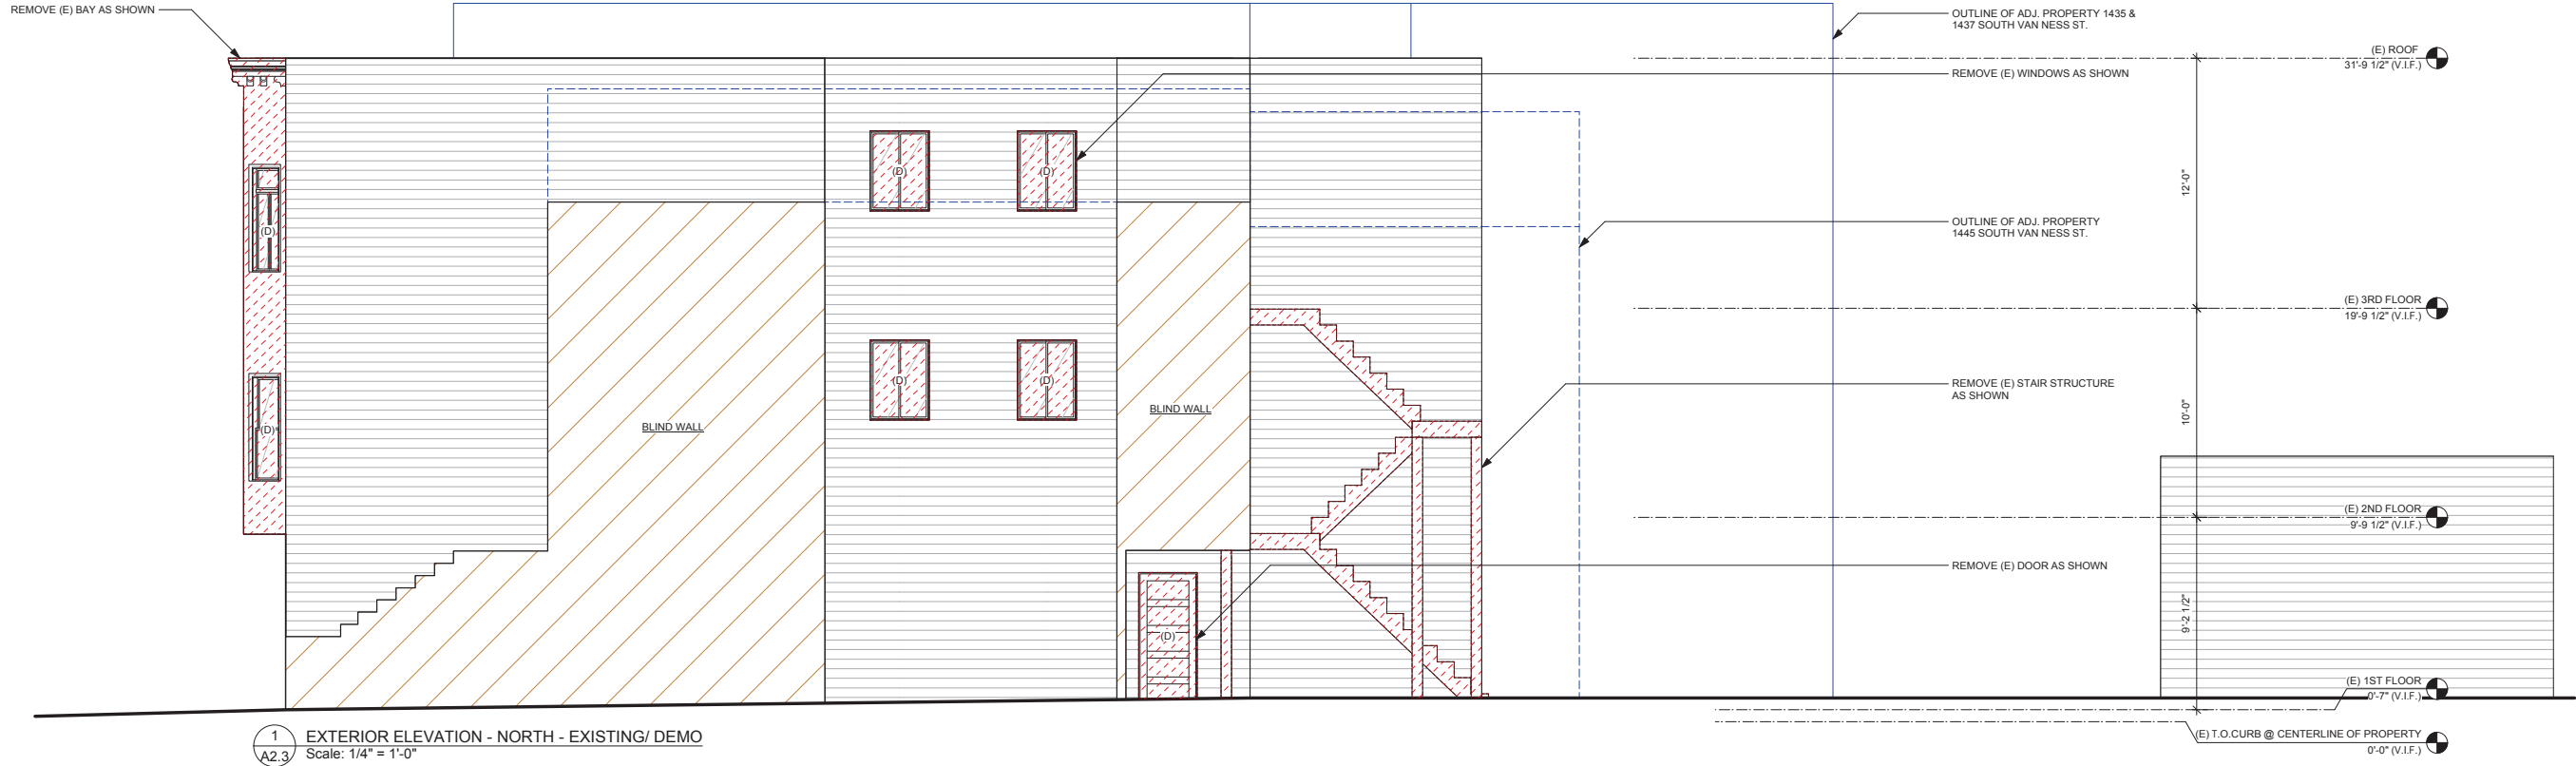 REMOVE (E) BAY AS SHOWN
OUTLINE OF ADJ. PROPERTY 1435 &
1437 SOUTH VAN NESS ST.
(E) ROOF
31'-9 1/2" (V.I.F.)
REMOVE (E) WINDOWS AS SHOWN
(D)
(D)
12'-0"
(D)
OUTLINE OF ADJ. PROPERTY
1445 SOUTH VAN NESS ST.
(E) 3RD FLOOR
19'-9 1/2" (V.I.F.)
(D)
(D)
REMOVE (E) STAIR STRUCTURE
AS SHOWN
BLIND WALL
10'-0"
BLIND WALL
(D)
(E) 2ND FLOOR
9'-9 1/2" (V.I.F.)
REMOVE (E) DOOR AS SHOWN
9'-2 1/2"
(D)
(E) 1ST FLOOR
0'-7" (V.I.F.)
(E) T.O.CURB @ CENTERLINE OF PROPERTY
0'-0" (V.I.F.)
1
A2.3
EXTERIOR ELEVATION - NORTH - EXISTING/ DEMO
Scale: 1/4" = 1'-0"